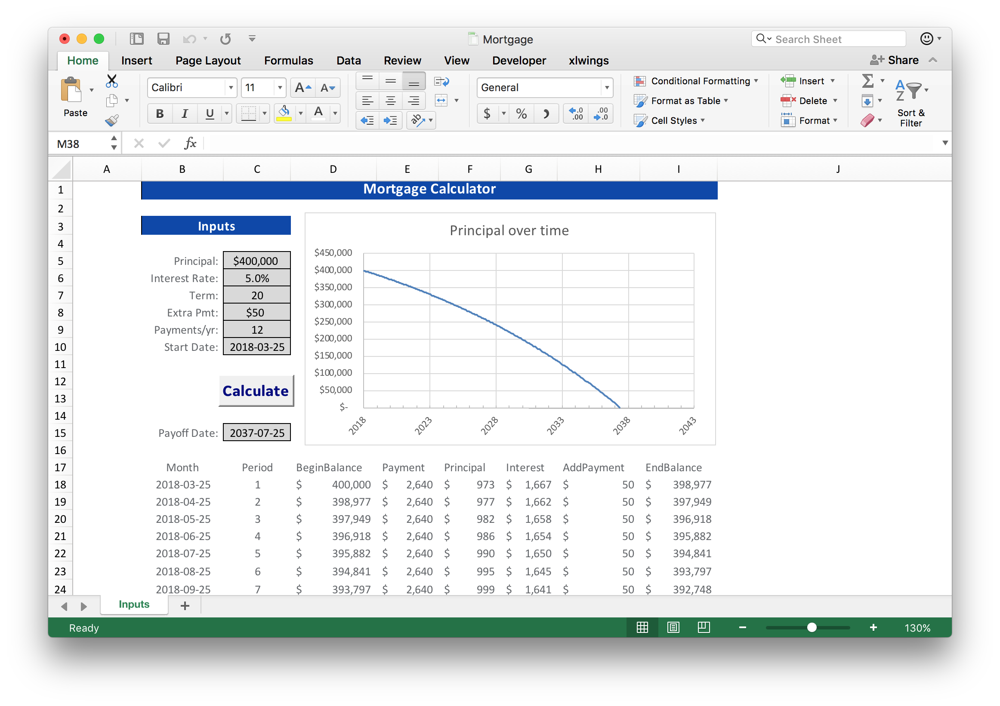 Mortgage
Search Sheet
Home Insert Page Layout Formulas Data Review View Developer xlwings Share
Paste
Calibri 11 A A
B I U A
ab
General
$ % .0 .00 .00 .0
Conditional Formatting
Format as Table
Cell Styles
Insert
Delete
Format
Σ
A Z
Sort & Filter
M38 fx
A B C D E F G H I J
1 Mortgage Calculator
2
3 Inputs
4
5 Principal: $400,000
6 Interest Rate: 5.0%
7 Term: 20
8 Extra Pmt: $50
9 Payments/yr: 12
10 Start Date: 2018-03-25
11
12
13
Calculate
14
15 Payoff Date: 2037-07-25
16
Principal over time
$450,000
$400,000
$350,000
$300,000
$250,000
$200,000
$150,000
$100,000
$50,000
$-
2018 2023 2028 2033 2038 2043
17 Month Period BeginBalance Payment Principal Interest AddPayment EndBalance
18 2018-03-25 1 $ 400,000 $ 2,640 $ 973 $ 1,667 $ 50 $ 398,977
19 2018-04-25 2 $ 398,977 $ 2,640 $ 977 $ 1,662 $ 50 $ 397,949
20 2018-05-25 3 $ 397,949 $ 2,640 $ 982 $ 1,658 $ 50 $ 396,918
21 2018-06-25 4 $ 396,918 $ 2,640 $ 986 $ 1,654 $ 50 $ 395,882
22 2018-07-25 5 $ 395,882 $ 2,640 $ 990 $ 1,650 $ 50 $ 394,841
23 2018-08-25 6 $ 394,841 $ 2,640 $ 995 $ 1,645 $ 50 $ 393,797
24 2018-09-25 7 $ 393,797 $ 2,640 $ 999 $ 1,641 $ 50 $ 392,748
Inputs +
Ready
130%